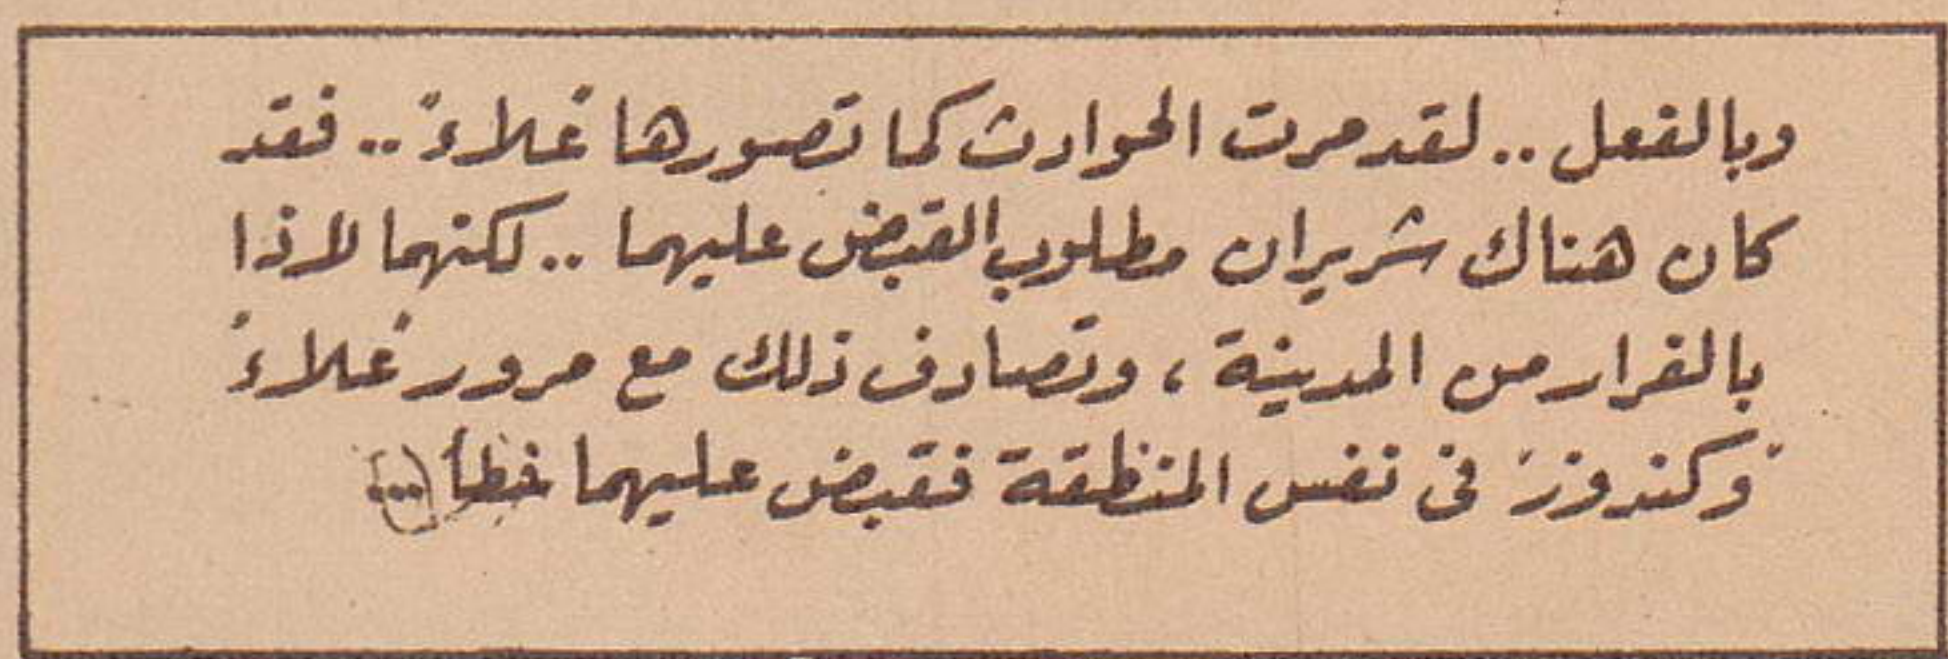 وبالفعل .. لقد مرت الحوادث كما تصورها "علاء" .. فقد
كان هناك شريران مطلوب القبض عليهما .. لكنهما لاذا
بالفرار من المدينة ، وتصادف ذلك مع مرور "علاء"
"وكندوز" فى نفس المنطقة فقبض عليهما خطأ (...)